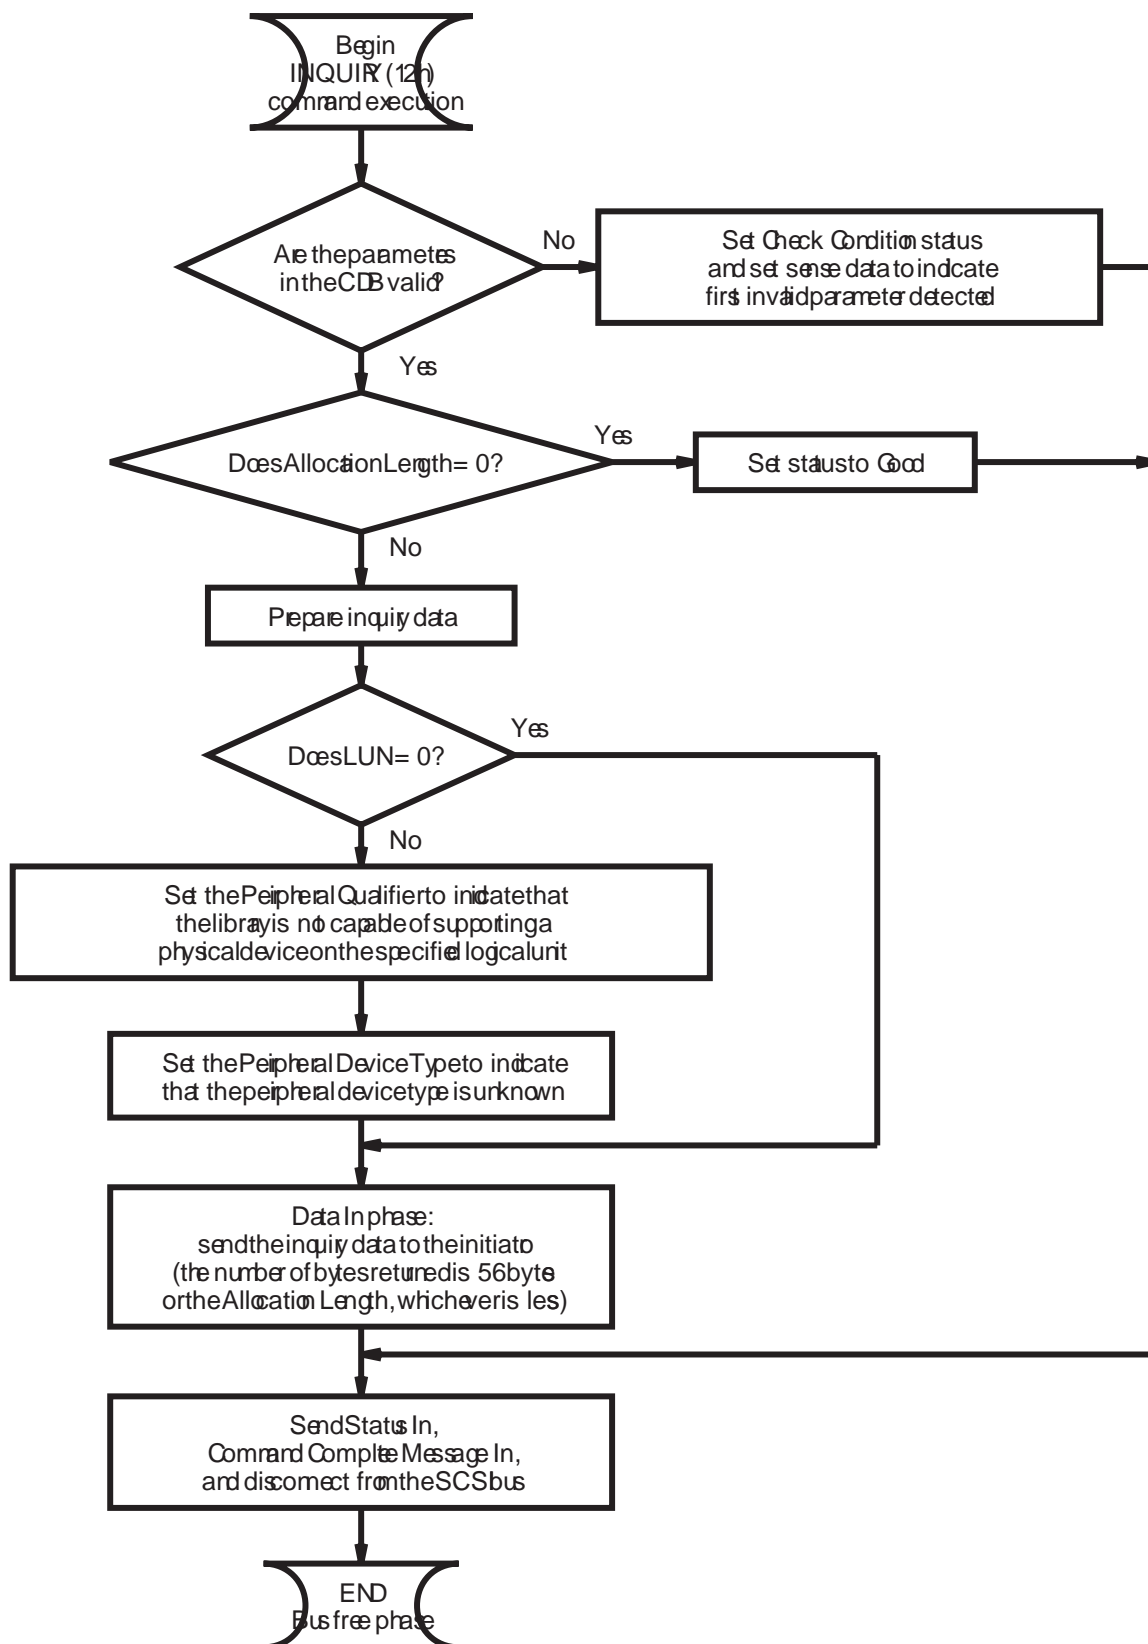 Begin
INQUIRY (12h)
command execution
Are the parameters
in the CDB valid?
No
Set Check Condition status
and set sense data to indicate
first invalid parameter detected
Yes
Does Allocation Length = 0?
Yes
Set status to Good
No
Prepare inquiry data
Does LUN = 0?
Yes
No
Set the Peripheral Qualifier to indicate that
the library is not capable of supporting a
physical device on the specified logical unit
Set the Peripheral Device Type to indicate
that the peripheral device type is unknown
Data In phase:
send the inquiry data to the initiator
(the number of bytes returned is 56 bytes
or the Allocation Length, whichever is less)
Send Status In,
Command Complete Message In,
and disconnect from the SCSI bus
END
Bus free phase